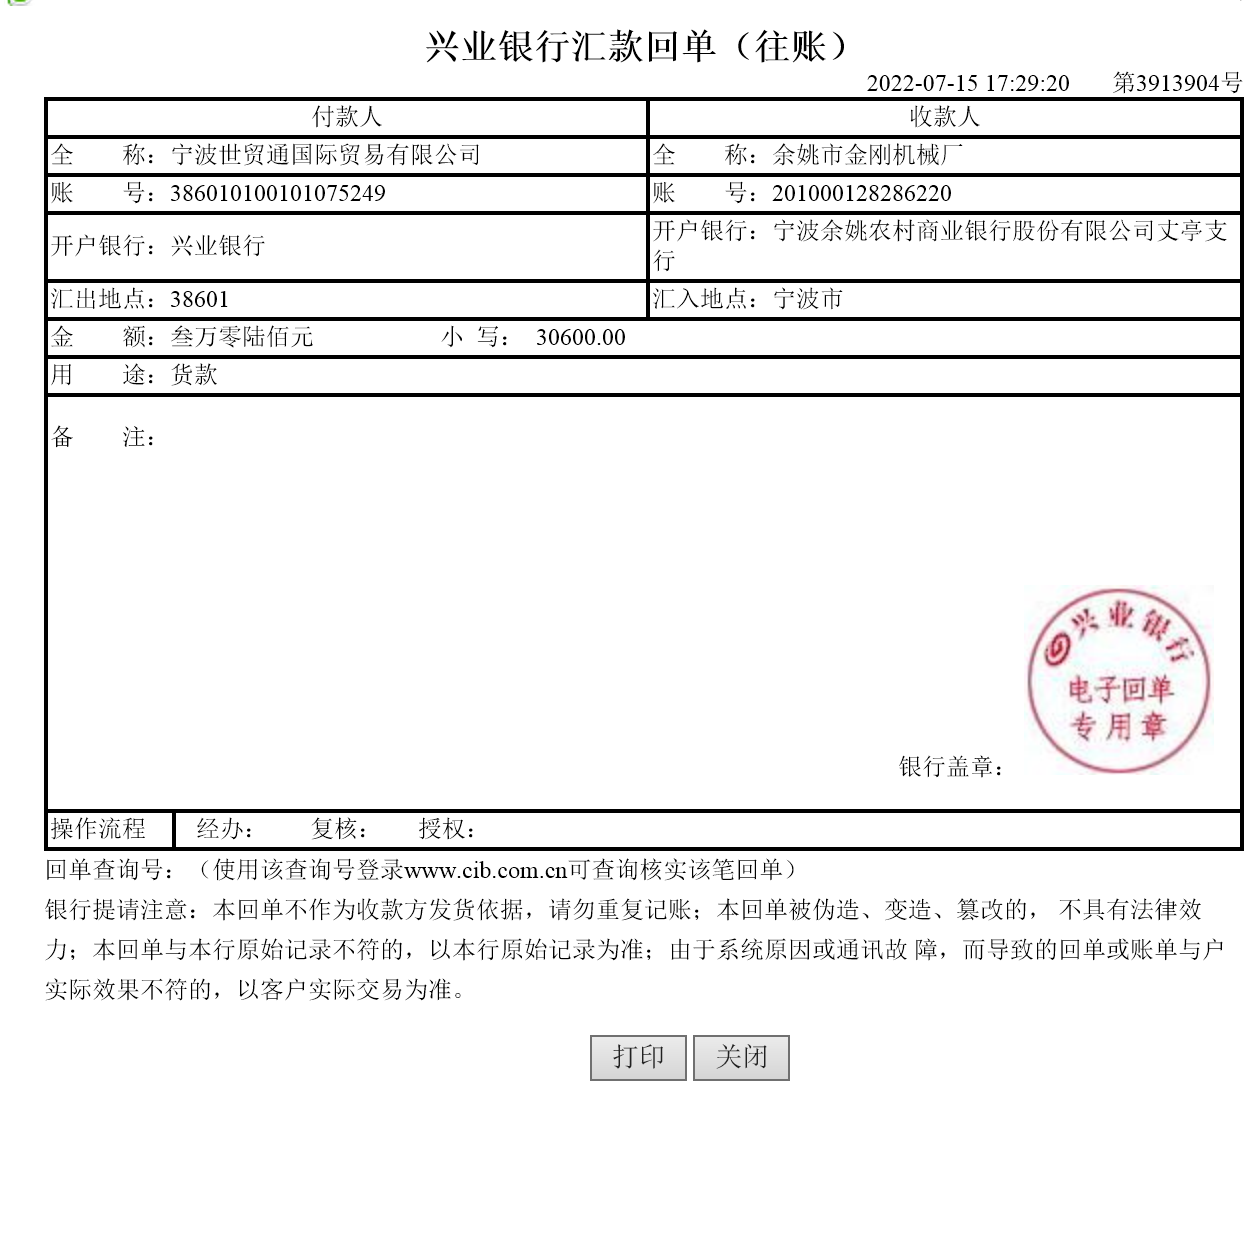 兴业银行汇款回单（往账）
2022-07-15 17:29:20 第3913904号
付款人 收款人
全 称：宁波世贸通国际贸易有限公司 全 称：余姚市金刚机械厂
账 号：386010100101075249 账 号：201000128286220
开户银行：兴业银行 开户银行：宁波余姚农村商业银行股份有限公司丈亭支
行
汇出地点：38601 汇入地点：宁波市
金 额：叁万零陆佰元 小 写： 30600.00
用 途：货款
备 注：
兴业银行
电子回单
专用章
银行盖章：
操作流程 经办： 复核： 授权：
回单查询号：（使用该查询号登录www.cib.com.cn可查询核实该笔回单）
银行提请注意：本回单不作为收款方发货依据，请勿重复记账；本回单被伪造、变造、篡改的， 不具有法律效
力；本回单与本行原始记录不符的，以本行原始记录为准；由于系统原因或通讯故 障，而导致的回单或账单与户
实际效果不符的，以客户实际交易为准。
打印 关闭